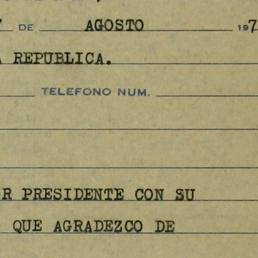 DE AGOSTO 197
REPUBLICA.
TELEFONO NUM.
PRESIDENTE CON SU
QUE AGRADEZCO DE